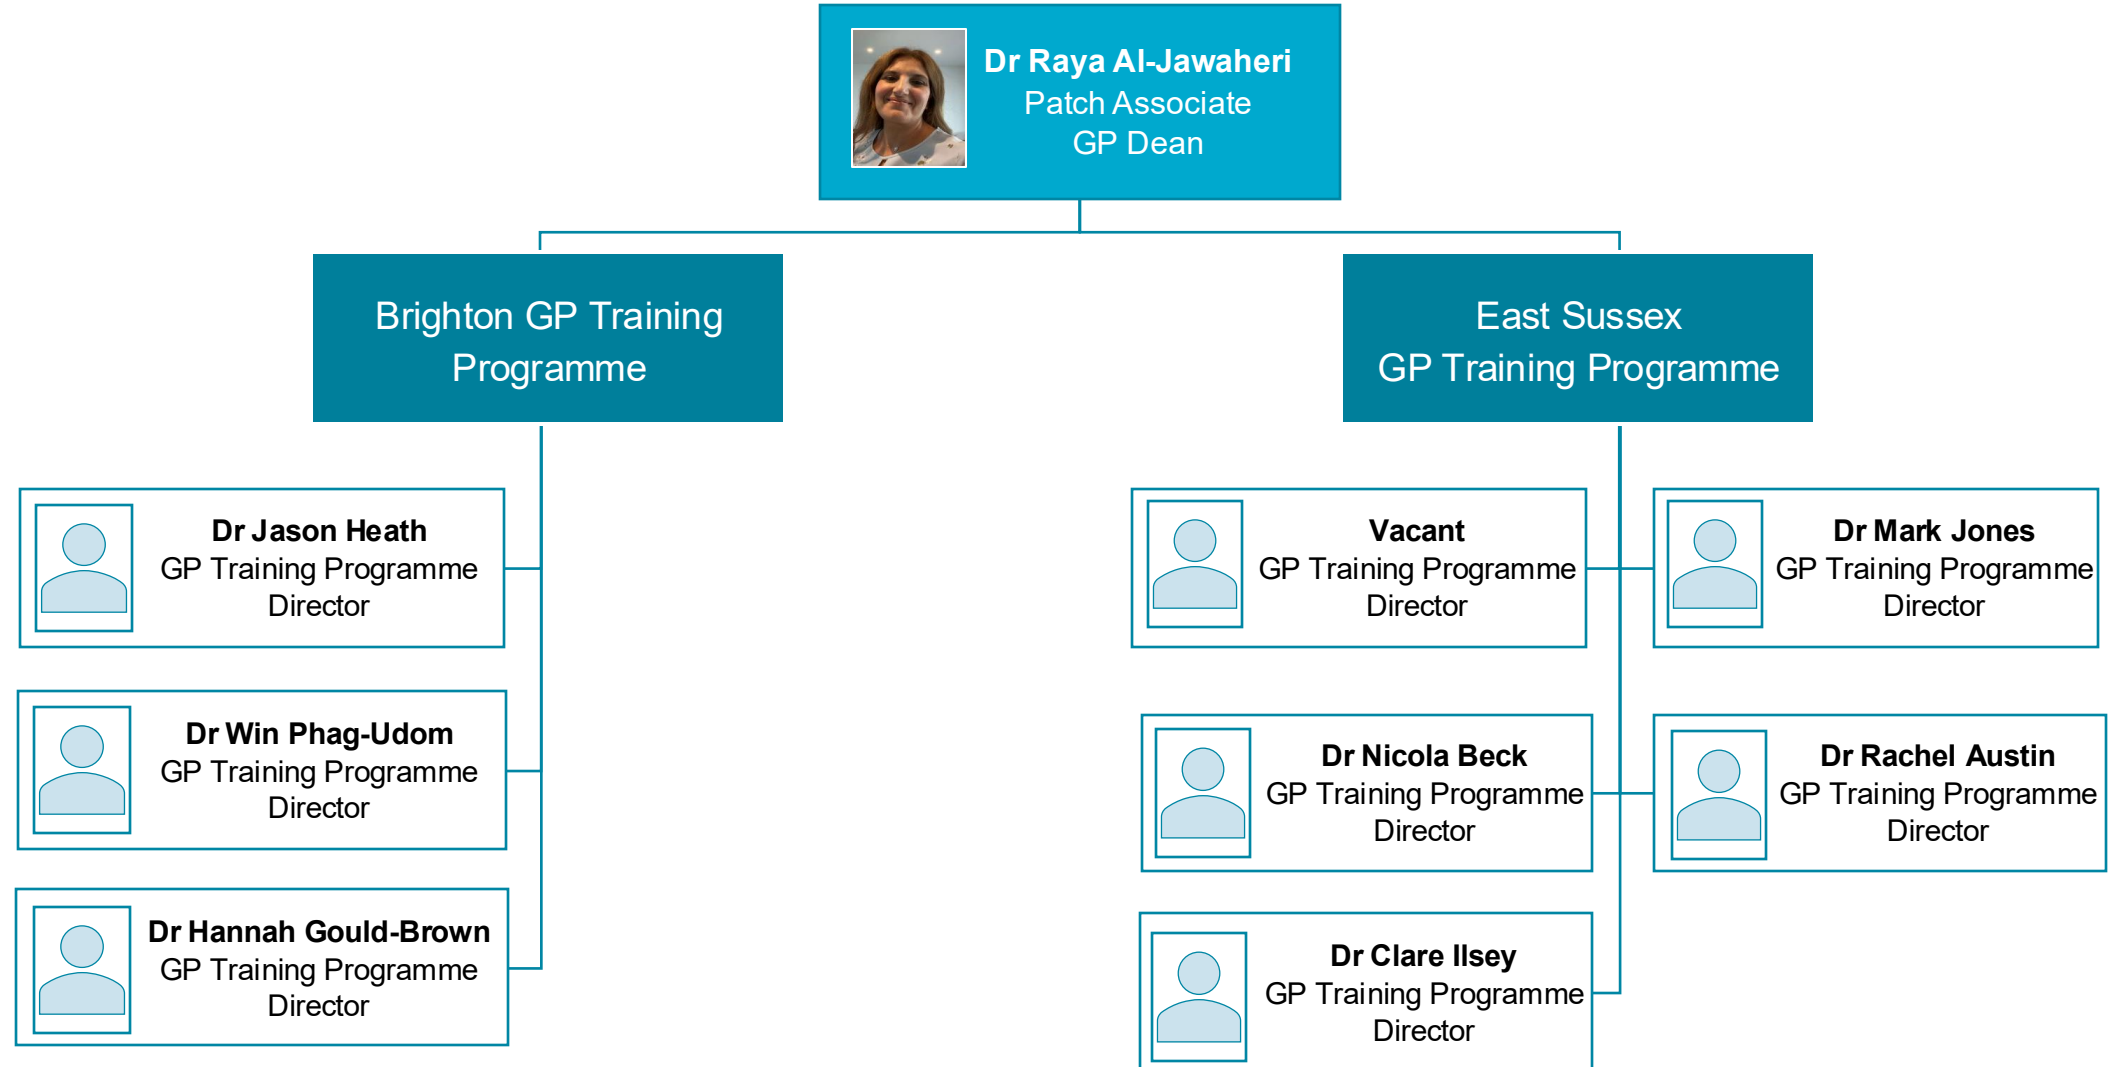 Dr Raya Al-Jawaheri
Patch Associate
GP Dean
Brighton GP Training
Programme
East Sussex
GP Training Programme
Dr Jason Heath
GP Training Programme
Director
Dr Win Phag-Udom
GP Training Programme
Director
Dr Hannah Gould-Brown
GP Training Programme
Director
Vacant
GP Training Programme
Director
Dr Mark Jones
GP Training Programme
Director
Dr Nicola Beck
GP Training Programme
Director
Dr Rachel Austin
GP Training Programme
Director
Dr Clare Ilsey
GP Training Programme
Director